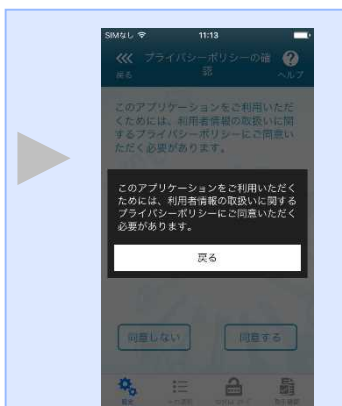 SIMなし 11:13
プライバシーポリシーの確
認
戻る
ヘルプ
このアプリケーションをご利用いただ
くためには、利用者情報の取扱いに関
するプライバシーポリシーにご同意い
ただく必要があります。
このアプリケーションをご利用いただく
ためには、利用者情報の取扱いに関する
プライバシーポリシーにご同意いただく
必要があります。
戻る
同意しない
同意する